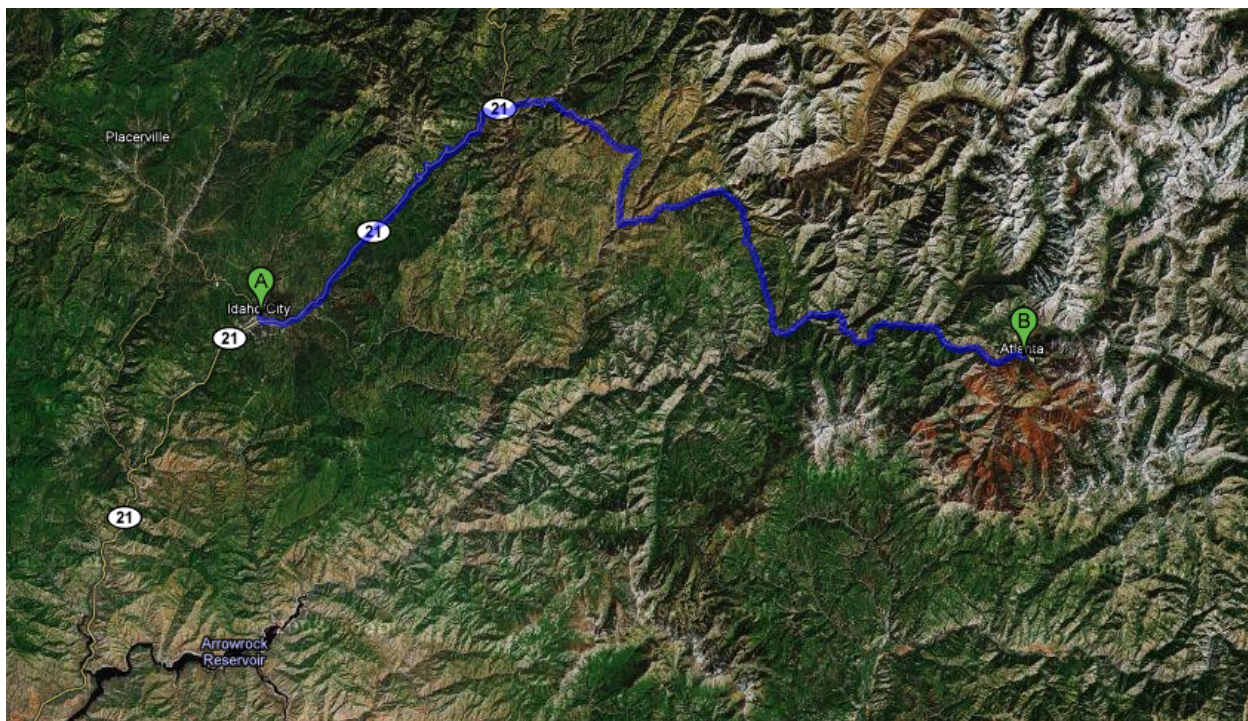 21
Placerville
21
A
Idaho City
21
B
Atlanta
21
Arrowrock
Reservoir